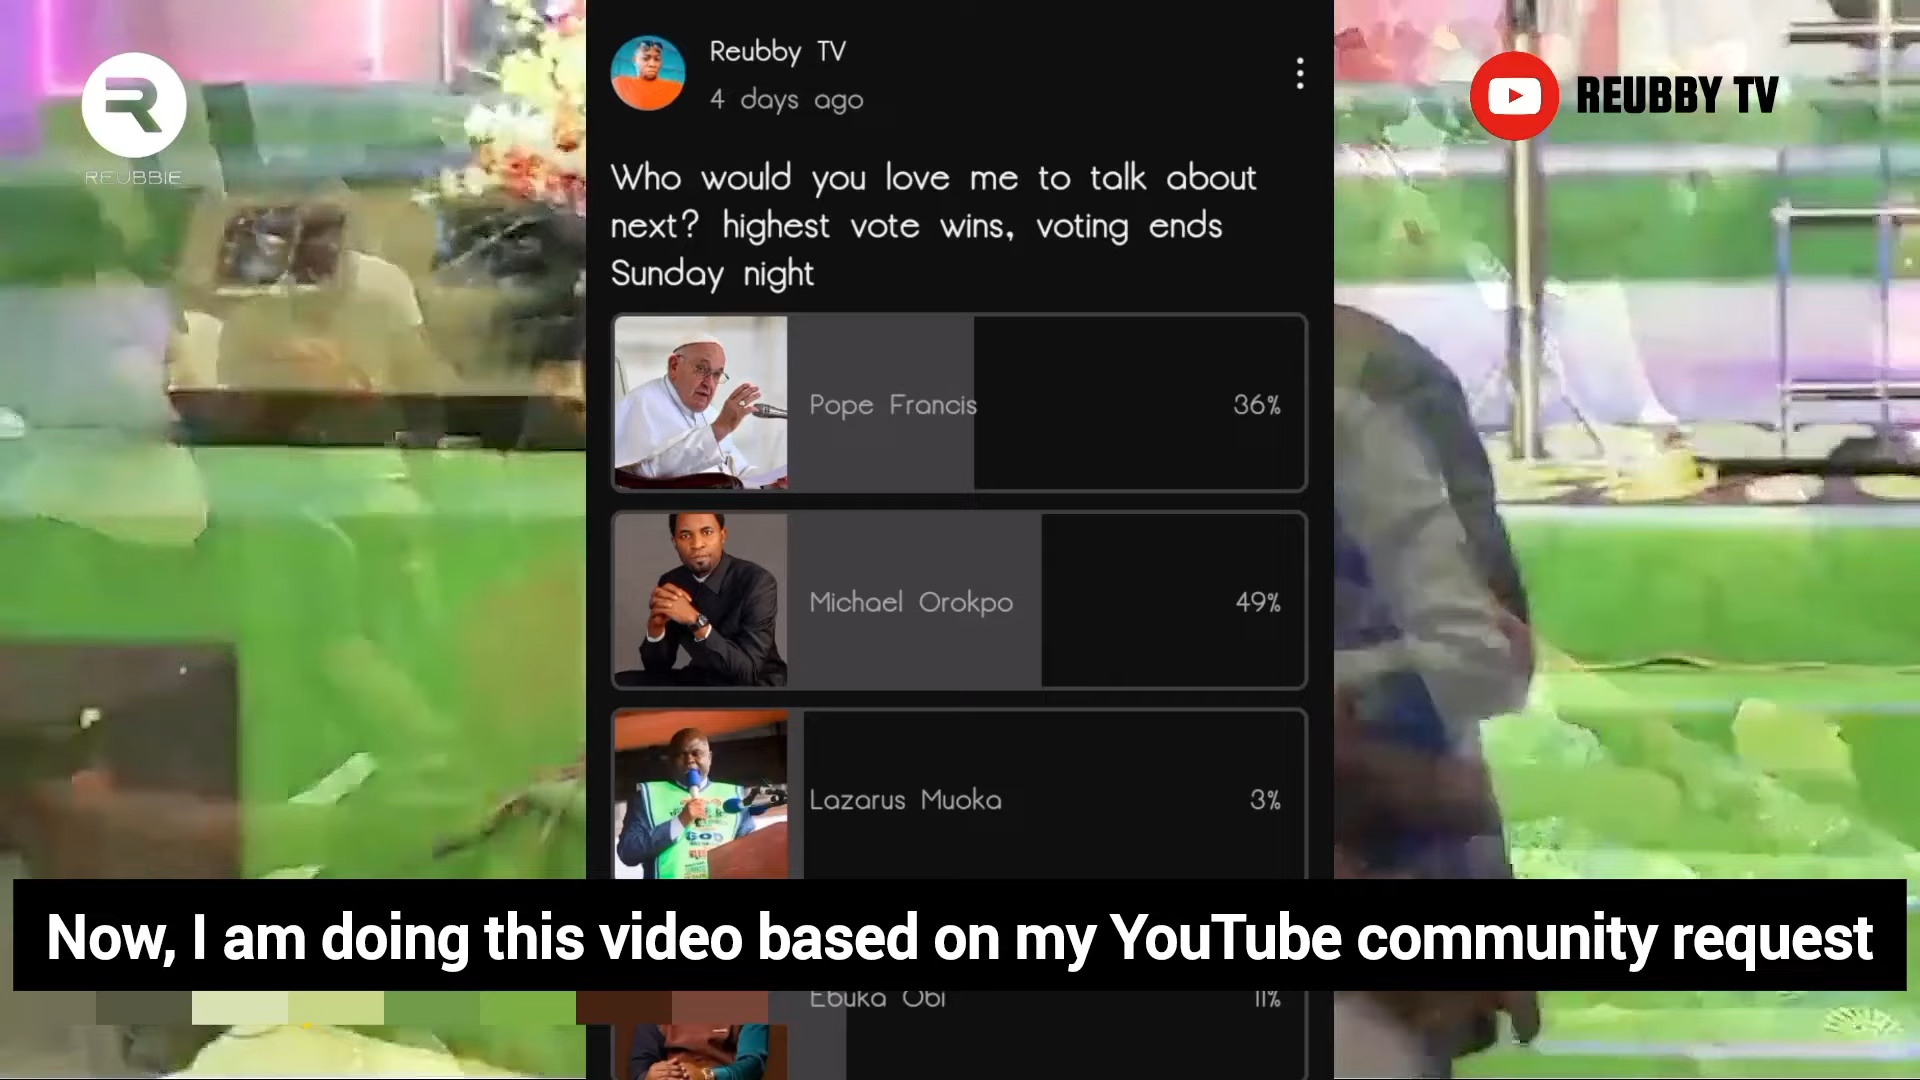 REUBBIE
Reubby TV
4 days ago
REUBBY TV
Who would you love me to talk about
next? highest vote wins, voting ends
Sunday night
Pope Francis 36%
Michael Orokpo 49%
GOD
Lazarus Muoka 3%
Now, I am doing this video based on my YouTube community request
Ebuka Obi 11%